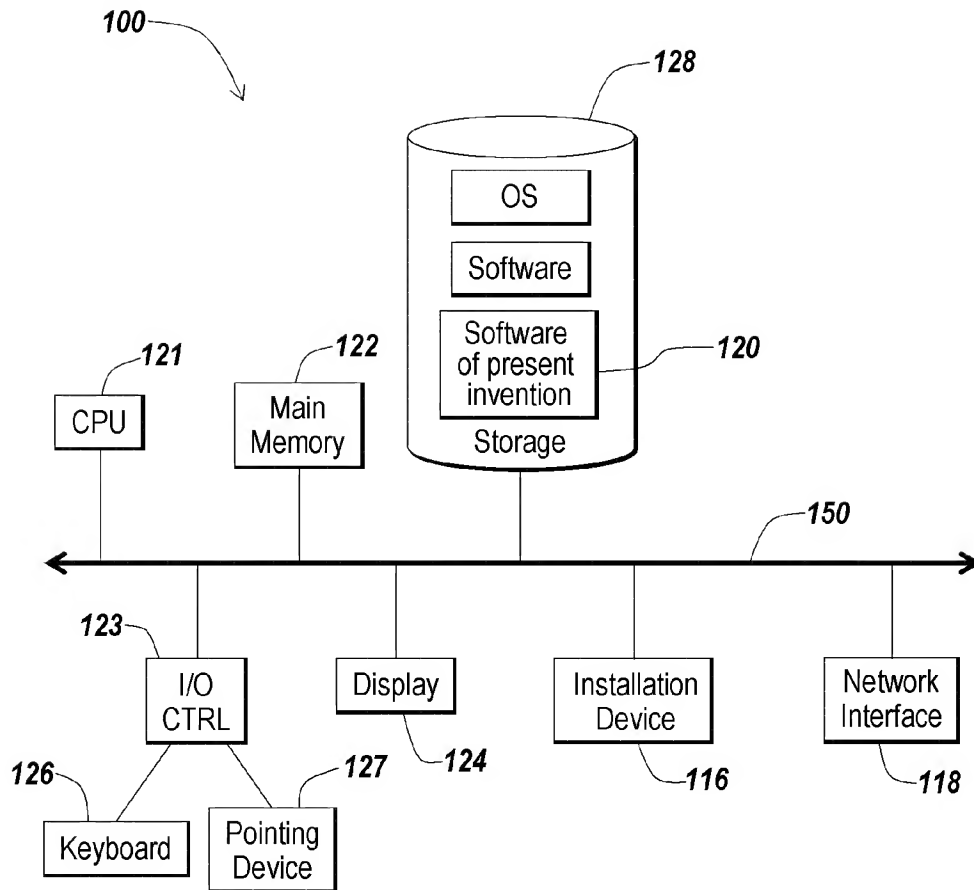 100
128
OS
Software
Software
of present
invention
120
Storage
121
CPU
122
Main
Memory
150
123
I/O
CTRL
Display
124
Installation
Device
116
Network
Interface
118
126
Keyboard
127
Pointing
Device